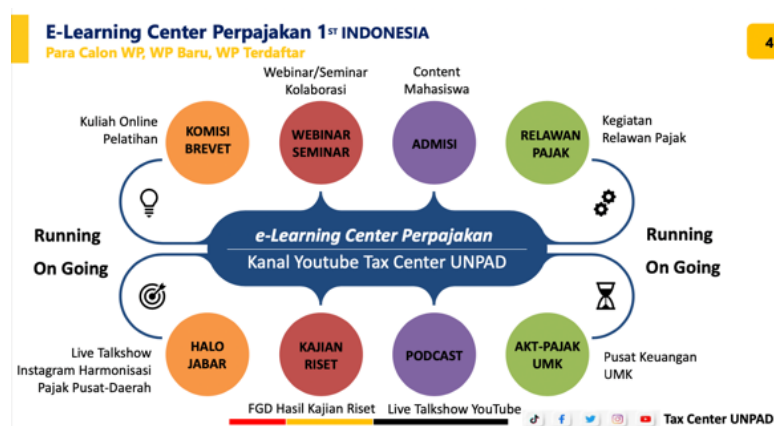 E-Learning Center Perpajakan 1ST INDONESIA
Para Calon WP, WP Baru, WP Terdaftar
4
Webinar/Seminar
Kolaborasi
Content
Mahasiswa
Kuliah Online
Pelatihan
KOMISI
BREVET
WEBINAR
SEMINAR
ADMISI
RELAWAN
PAJAK
Kegiatan
Relawan Pajak
Running
On Going
e-Learning Center Perpajakan
Kanal Youtube Tax Center UNPAD
Running
On Going
Live Talkshow
Instagram Harmonisasi
Pajak Pusat-Daerah
HALO
JABAR
KAJIAN
RISET
PODCAST
AKT-PAJAK
UMK
Pusat Keuangan
UMK
FGD Hasil Kajian Riset
Live Talkshow YouTube
Tax Center UNPAD